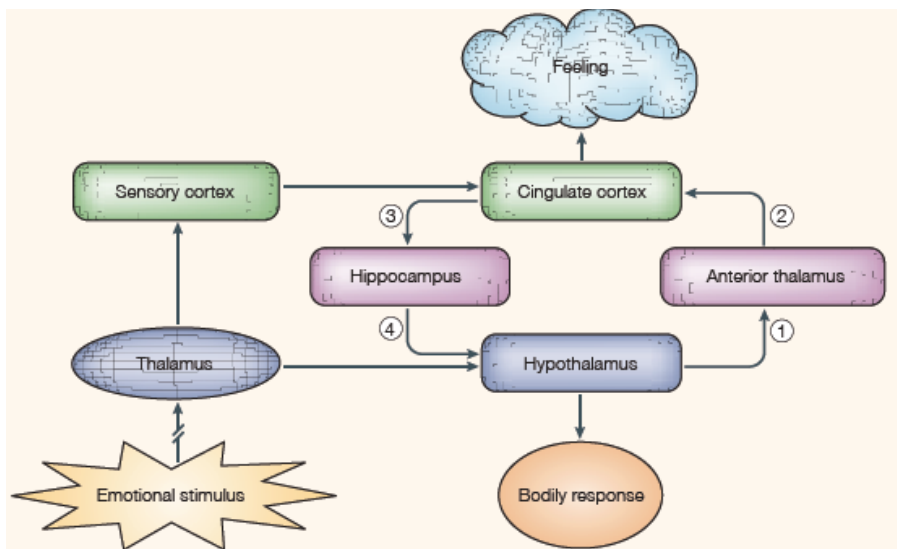 Feeling
Sensory cortex
Cingulate cortex
③
②
Hippocampus
Anterior thalamus
④
①
Thalamus
Hypothalamus
Emotional stimulus
Bodily response